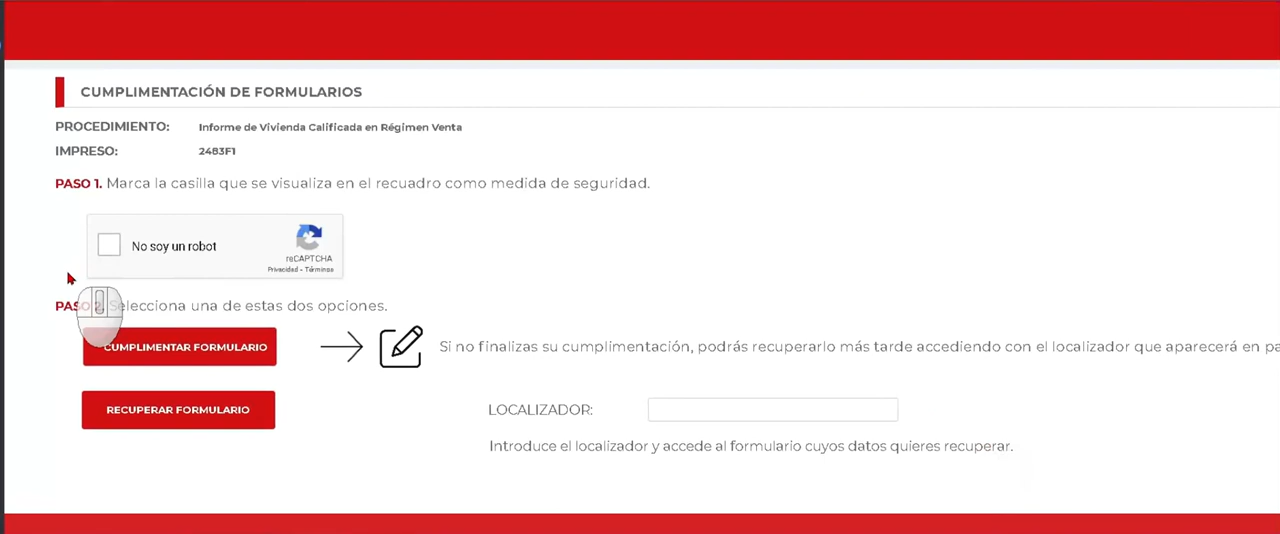 CUMPLIMENTACIÓN DE FORMULARIOS
PROCEDIMIENTO: Informe de Vivienda Calificada en Régimen Venta
IMPRESO: 2483F1
PASO 1. Marca la casilla que se visualiza en el recuadro como medida de seguridad.
No soy un robot
reCAPTCHA
Privacidad - Términos
PASO 2. Selecciona una de estas dos opciones.
CUMPLIMENTAR FORMULARIO
Si no finalizas su cumplimentación, podrás recuperarlo más tarde accediendo con el localizador que aparecerá en pa
RECUPERAR FORMULARIO
LOCALIZADOR:
Introduce el localizador y accede al formulario cuyos datos quieres recuperar.